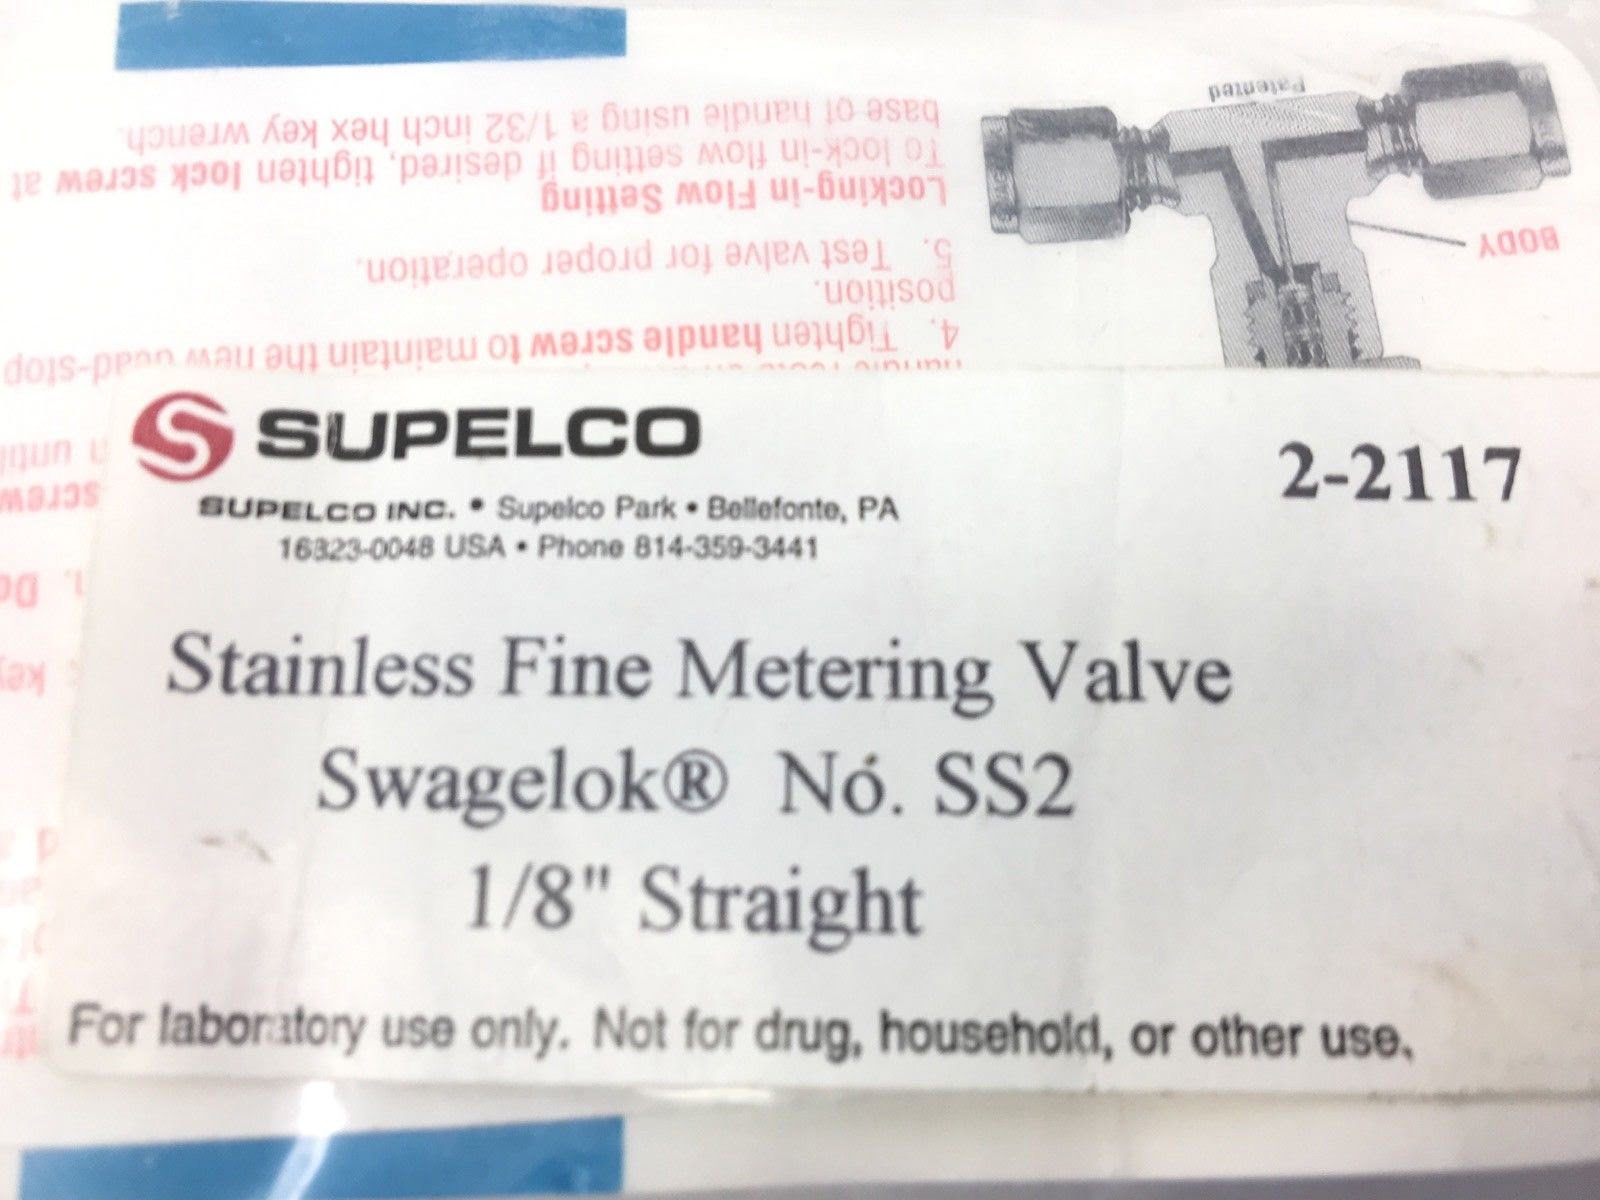 SUPELCO
2-2117
SUPELCO INC. • Supelco Park • Bellefonte, PA
16823-0048 USA • Phone 814-359-3441
Stainless Fine Metering Valve
Swagelok® No. SS2
1/8" Straight
For laboratory use only. Not for drug, household, or other use.
4. Tighten handle screw to maintain the new dead-stop
position.
5. Test valve for proper operation.
Locking-in Flow Setting
To lock-in flow setting if desired, tighten lock screw at
base of handle using a 1/32 inch hex key wrench.
BODY
Patented
until
screw
key